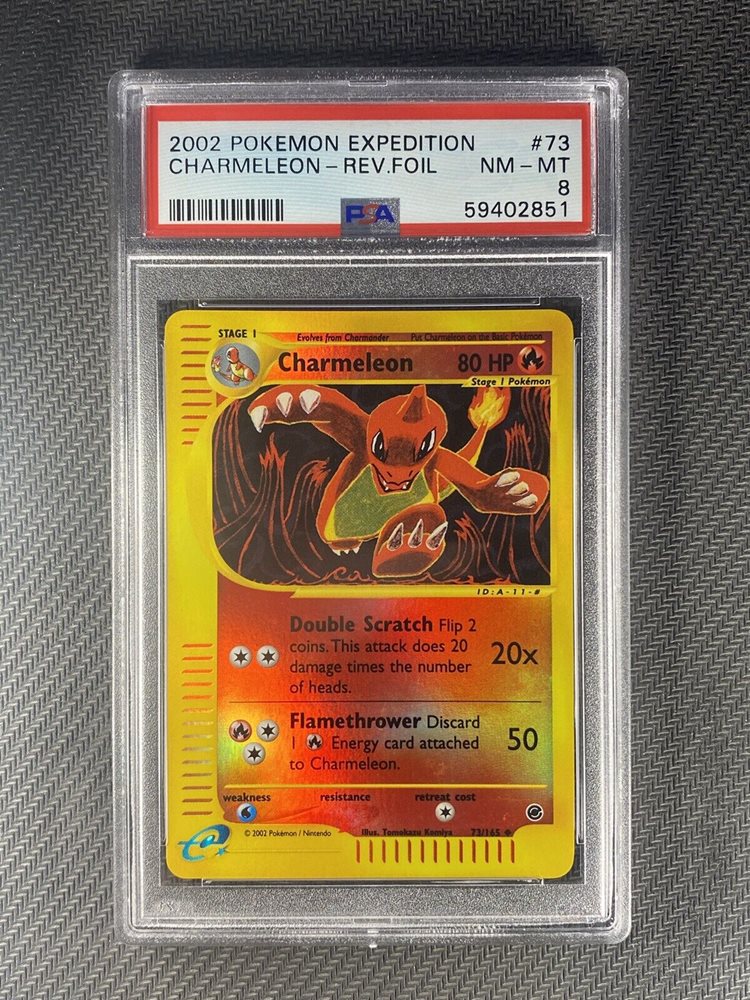 2002 POKEMON EXPEDITION #73
CHARMELEON - REV.FOIL NM - MT
8
PSA 59402851
STAGE 1 Evolves from Charmander Put Charmeleon on the Basic Pokémon
Charmeleon 80 HP
Stage 1 Pokémon
ID:A-11-#
Double Scratch Flip 2
coins. This attack does 20
damage times the number
of heads.
20x
Flamethrower Discard
1 Energy card attached
to Charmeleon.
50
weakness resistance retreat cost
e
© 2002 Pokémon / Nintendo Illus. Tomokazu Komiya 73/165